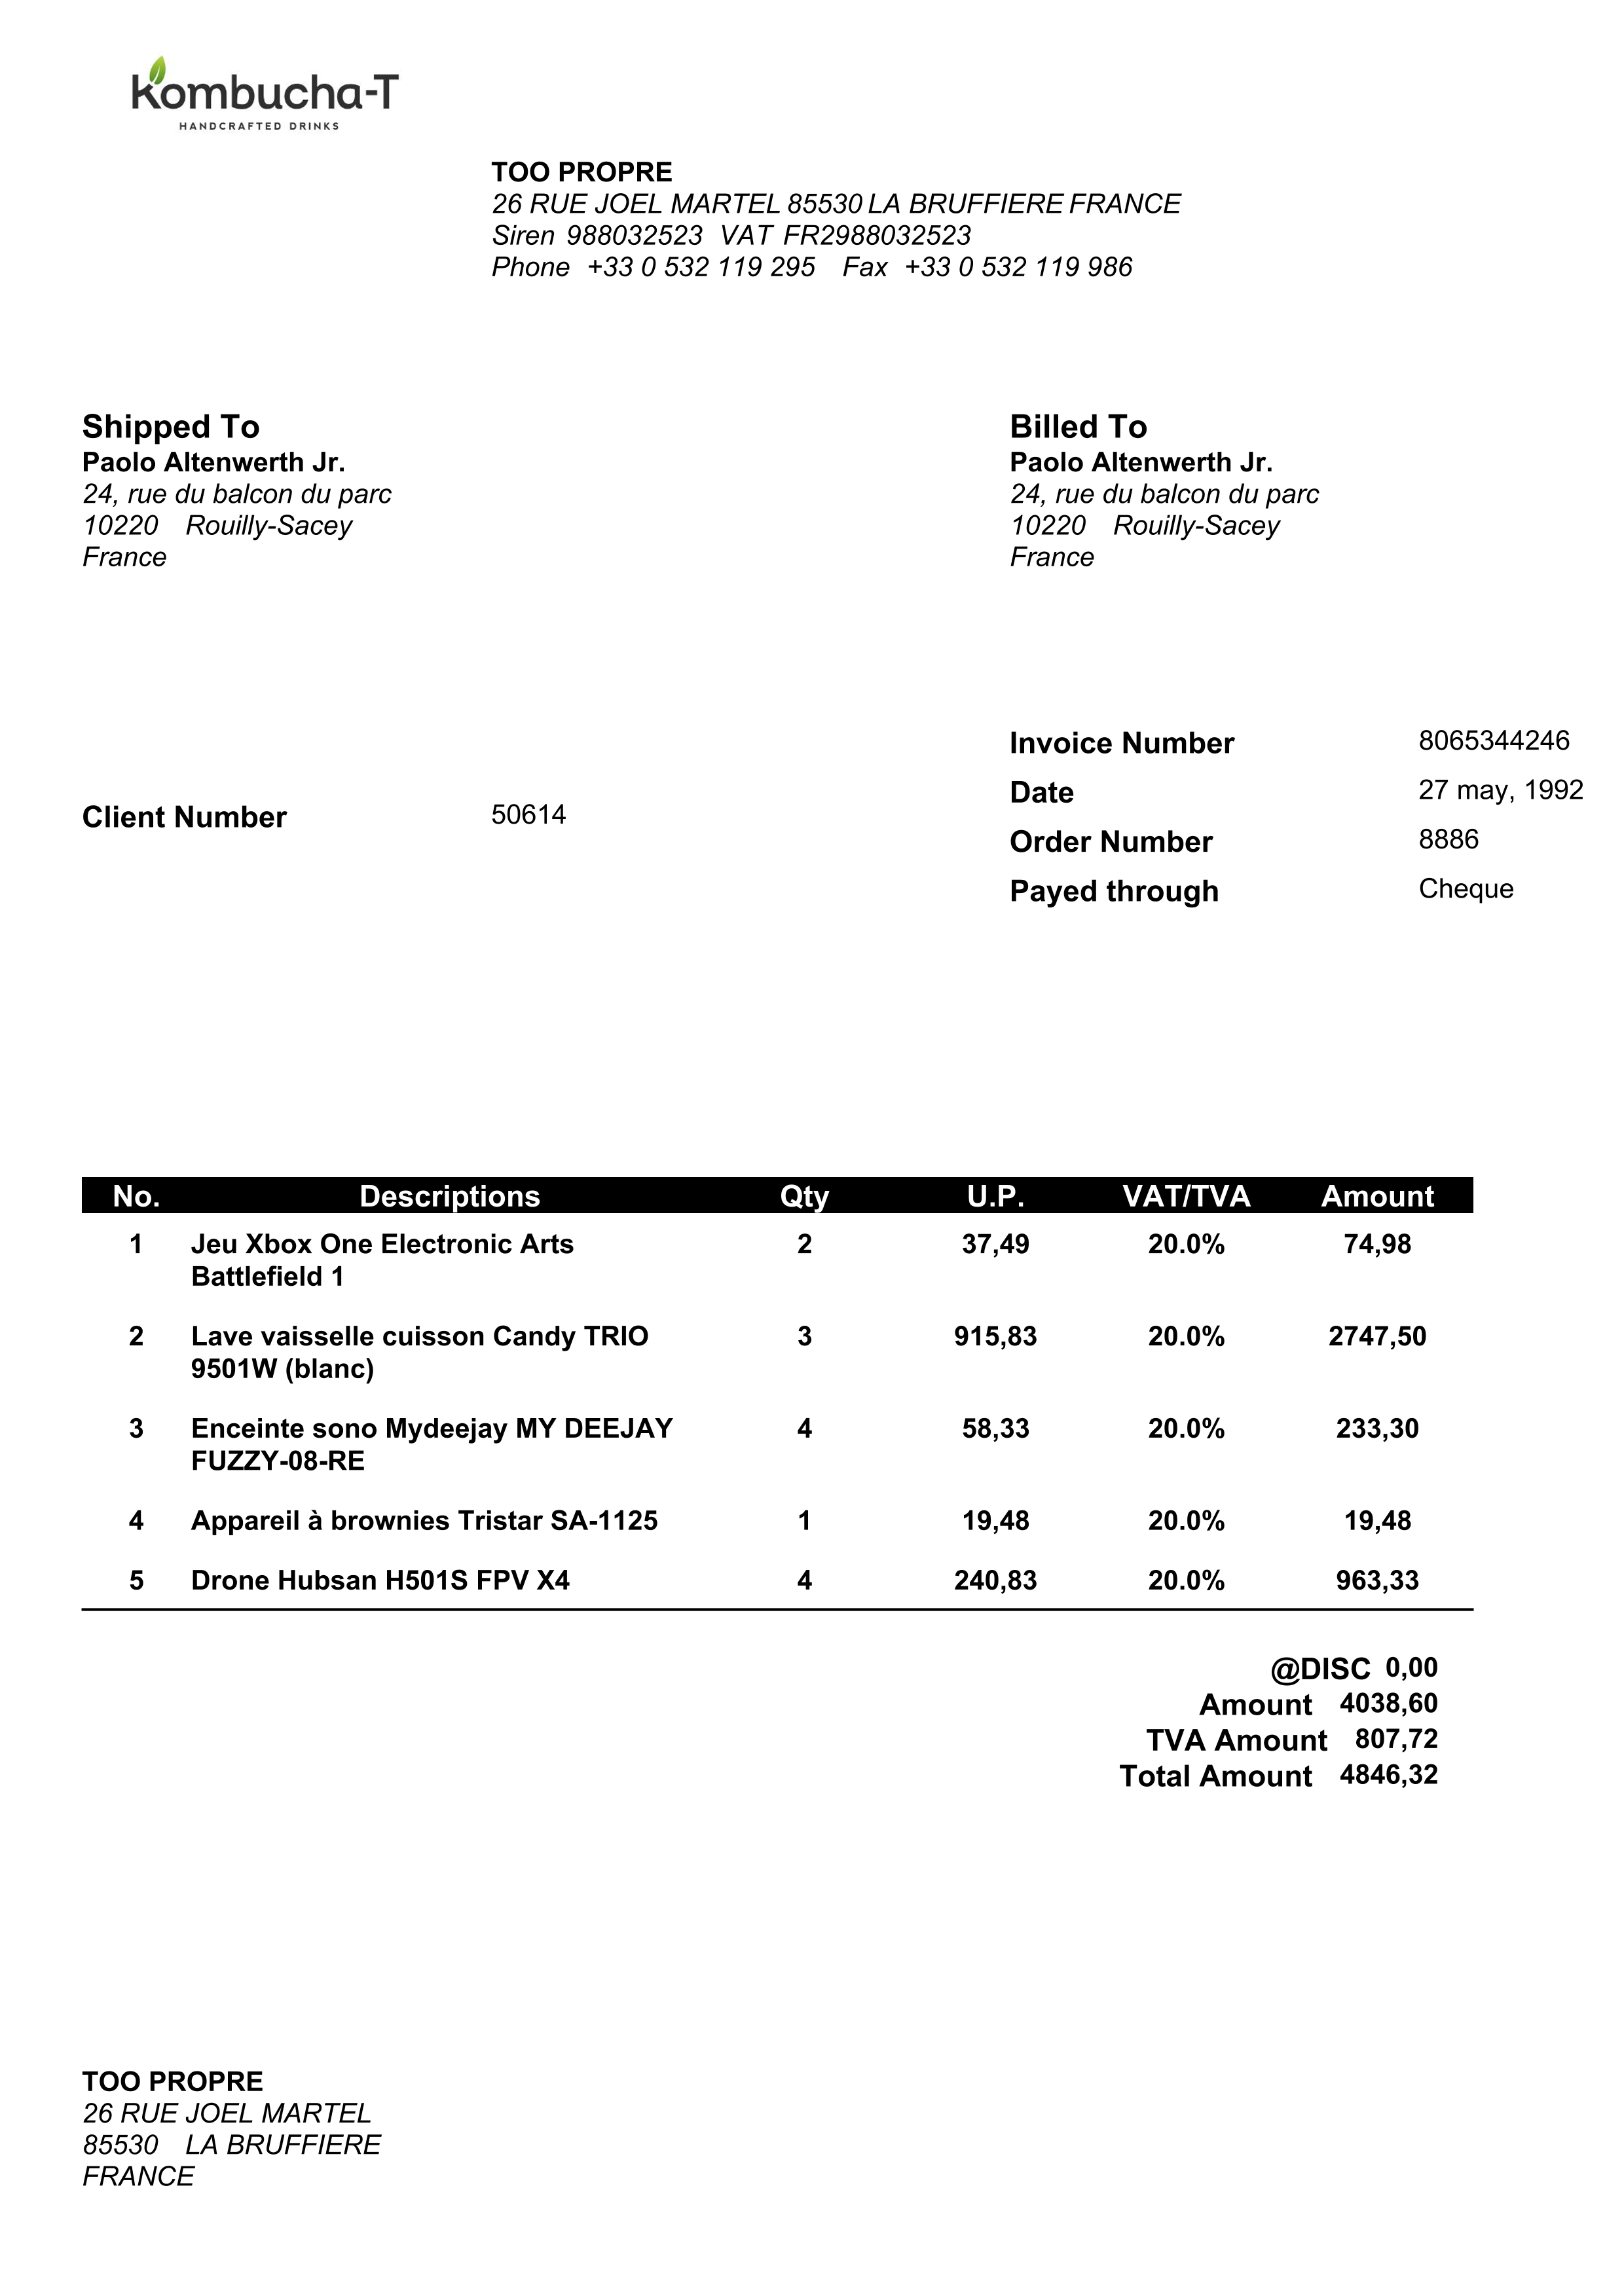 Kombucha-T
HANDCRAFTED DRINKS
TOO PROPRE
26 RUE JOEL MARTEL 85530 LA BRUFFIERE FRANCE
Siren 988032523 VAT FR2988032523
Phone +33 0 532 119 295 Fax +33 0 532 119 986
Shipped To
Paolo Altenwerth Jr.
24, rue du balcon du parc
10220 Rouilly-Sacey
France
Billed To
Paolo Altenwerth Jr.
24, rue du balcon du parc
10220 Rouilly-Sacey
France
Client Number 50614
Invoice Number 8065344246
Date 27 may, 1992
Order Number 8886
Payed through Cheque
No. Descriptions Qty U.P. VAT/TVA Amount
1 Jeu Xbox One Electronic Arts 2 37,49 20.0% 74,98
Battlefield 1
2 Lave vaisselle cuisson Candy TRIO 3 915,83 20.0% 2747,50
9501W (blanc)
3 Enceinte sono Mydeejay MY DEEJAY 4 58,33 20.0% 233,30
FUZZY-08-RE
4 Appareil à brownies Tristar SA-1125 1 19,48 20.0% 19,48
5 Drone Hubsan H501S FPV X4 4 240,83 20.0% 963,33
@DISC 0,00
Amount 4038,60
TVA Amount 807,72
Total Amount 4846,32
TOO PROPRE
26 RUE JOEL MARTEL
85530 LA BRUFFIERE
FRANCE